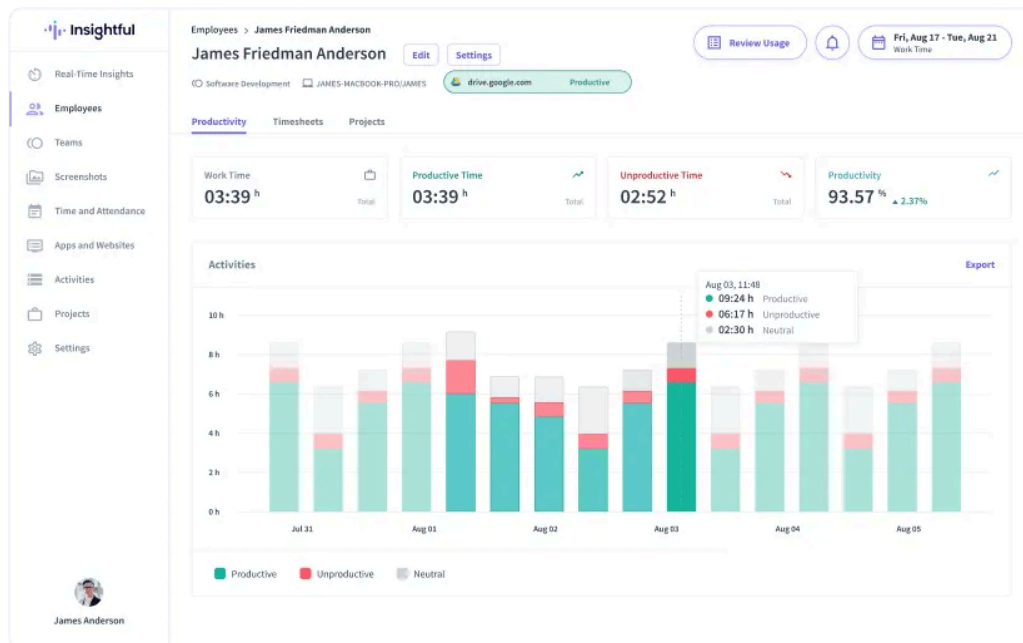 Insightful
Real-Time Insights
Employees
Teams
Screenshots
Time and Attendance
Apps and Websites
Activities
Projects
Settings
James Anderson
Employees > James Friedman Anderson
James Friedman Anderson Edit Settings
Software Development JAMES-MACBOOK-PRO/JAMES drive.google.com Productive
Review Usage
Fri, Aug 17 - Tue, Aug 21
Work Time
Productivity Timesheets Projects
Work Time
03:39 h
Total
Productive Time
03:39 h
Total
Unproductive Time
02:52 h
Total
Productivity
93.57 % ▲ 2.37%
Activities Export
Aug 03, 11:48
09:24 h Productive
06:17 h Unproductive
02:30 h Neutral
10 h
8 h
6 h
4 h
2 h
0 h
Jul 31 Aug 01 Aug 02 Aug 03 Aug 04 Aug 05
Productive Unproductive Neutral